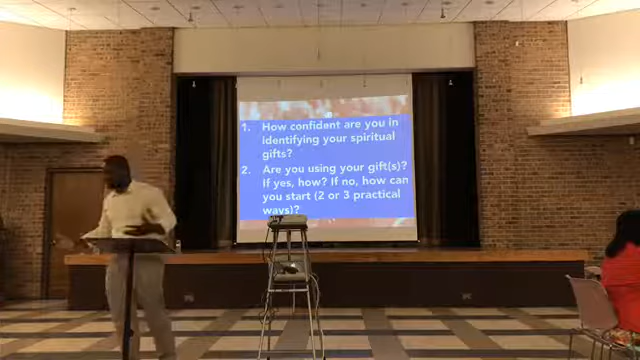 1. How confident are you in
identifying your spiritual
gifts?
2. Are you using your gift(s)?
If yes, how? If no, how can
you start (2 or 3 practical
ways)?